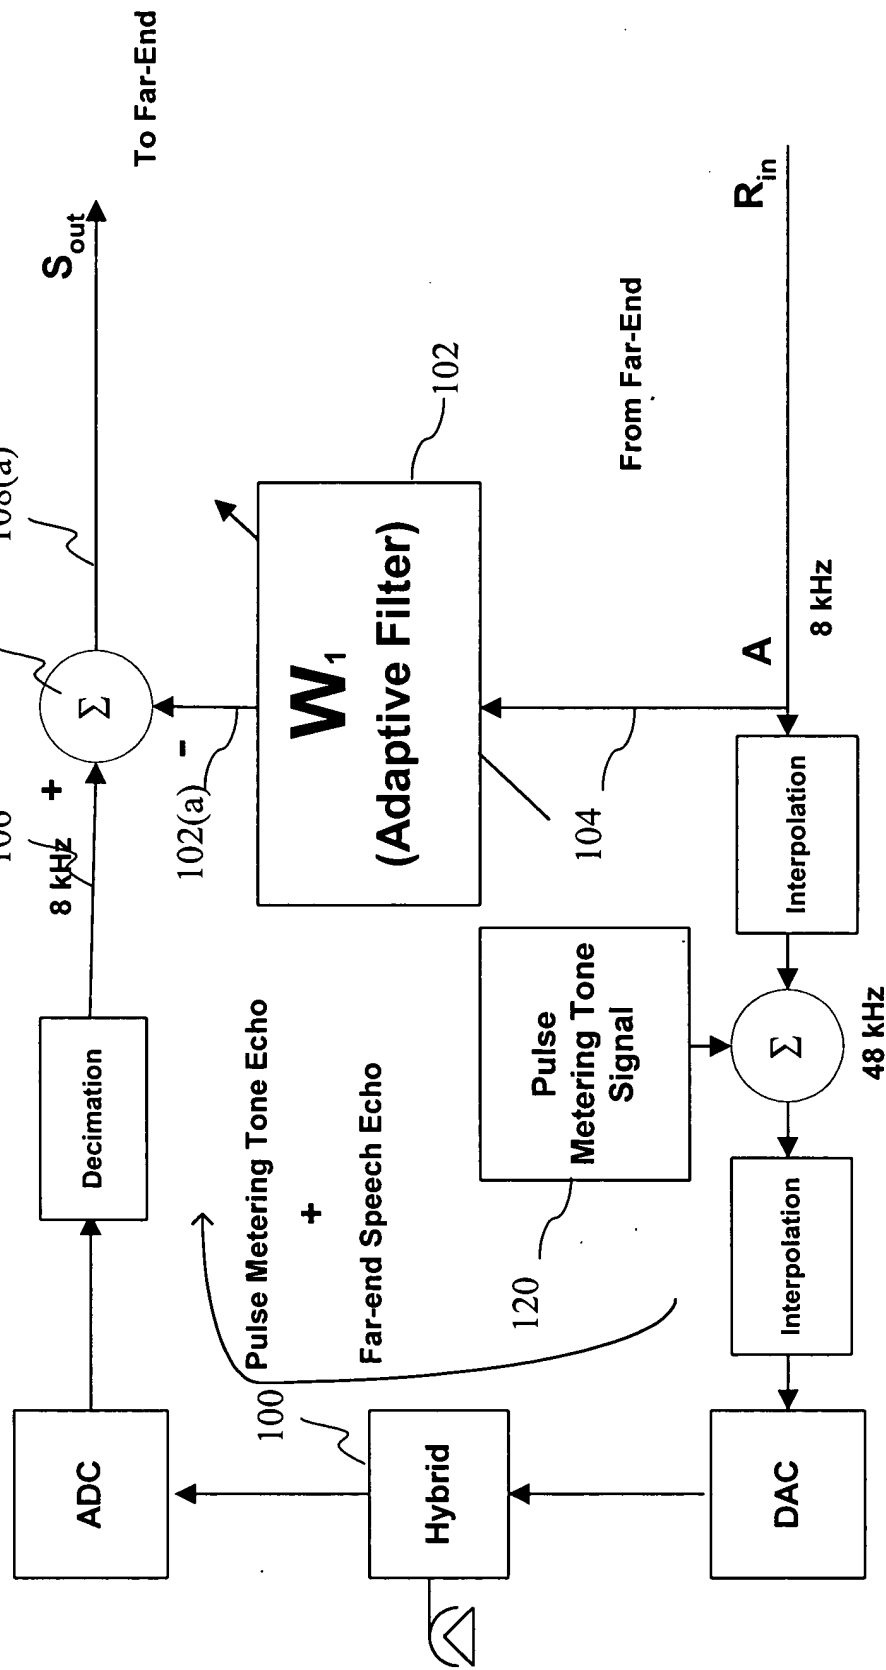 To Far-End
S out
108(a)
Σ
+
-
106
8 kHz
102(a)
Decimation
ADC
W1
(Adaptive Filter)
102
From Far-End
104
Pulse Metering Tone Echo
+
Far-end Speech Echo
100
Hybrid
Pulse
Metering Tone
Signal
120
R in
A
8 kHz
Interpolation
Σ
48 kHz
Interpolation
DAC